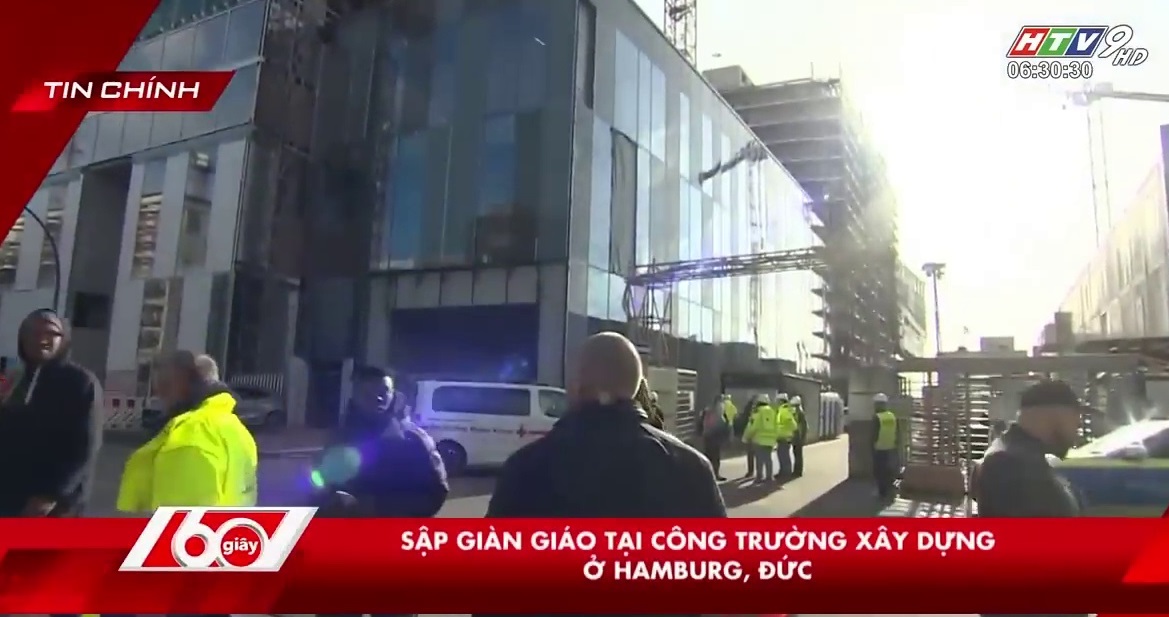 HTV9 HD
06:30:30
TIN CHÍNH
60 giây
SẬP GIÀN GIÁO TẠI CÔNG TRƯỜNG XÂY DỰNG
Ở HAMBURG, ĐỨC